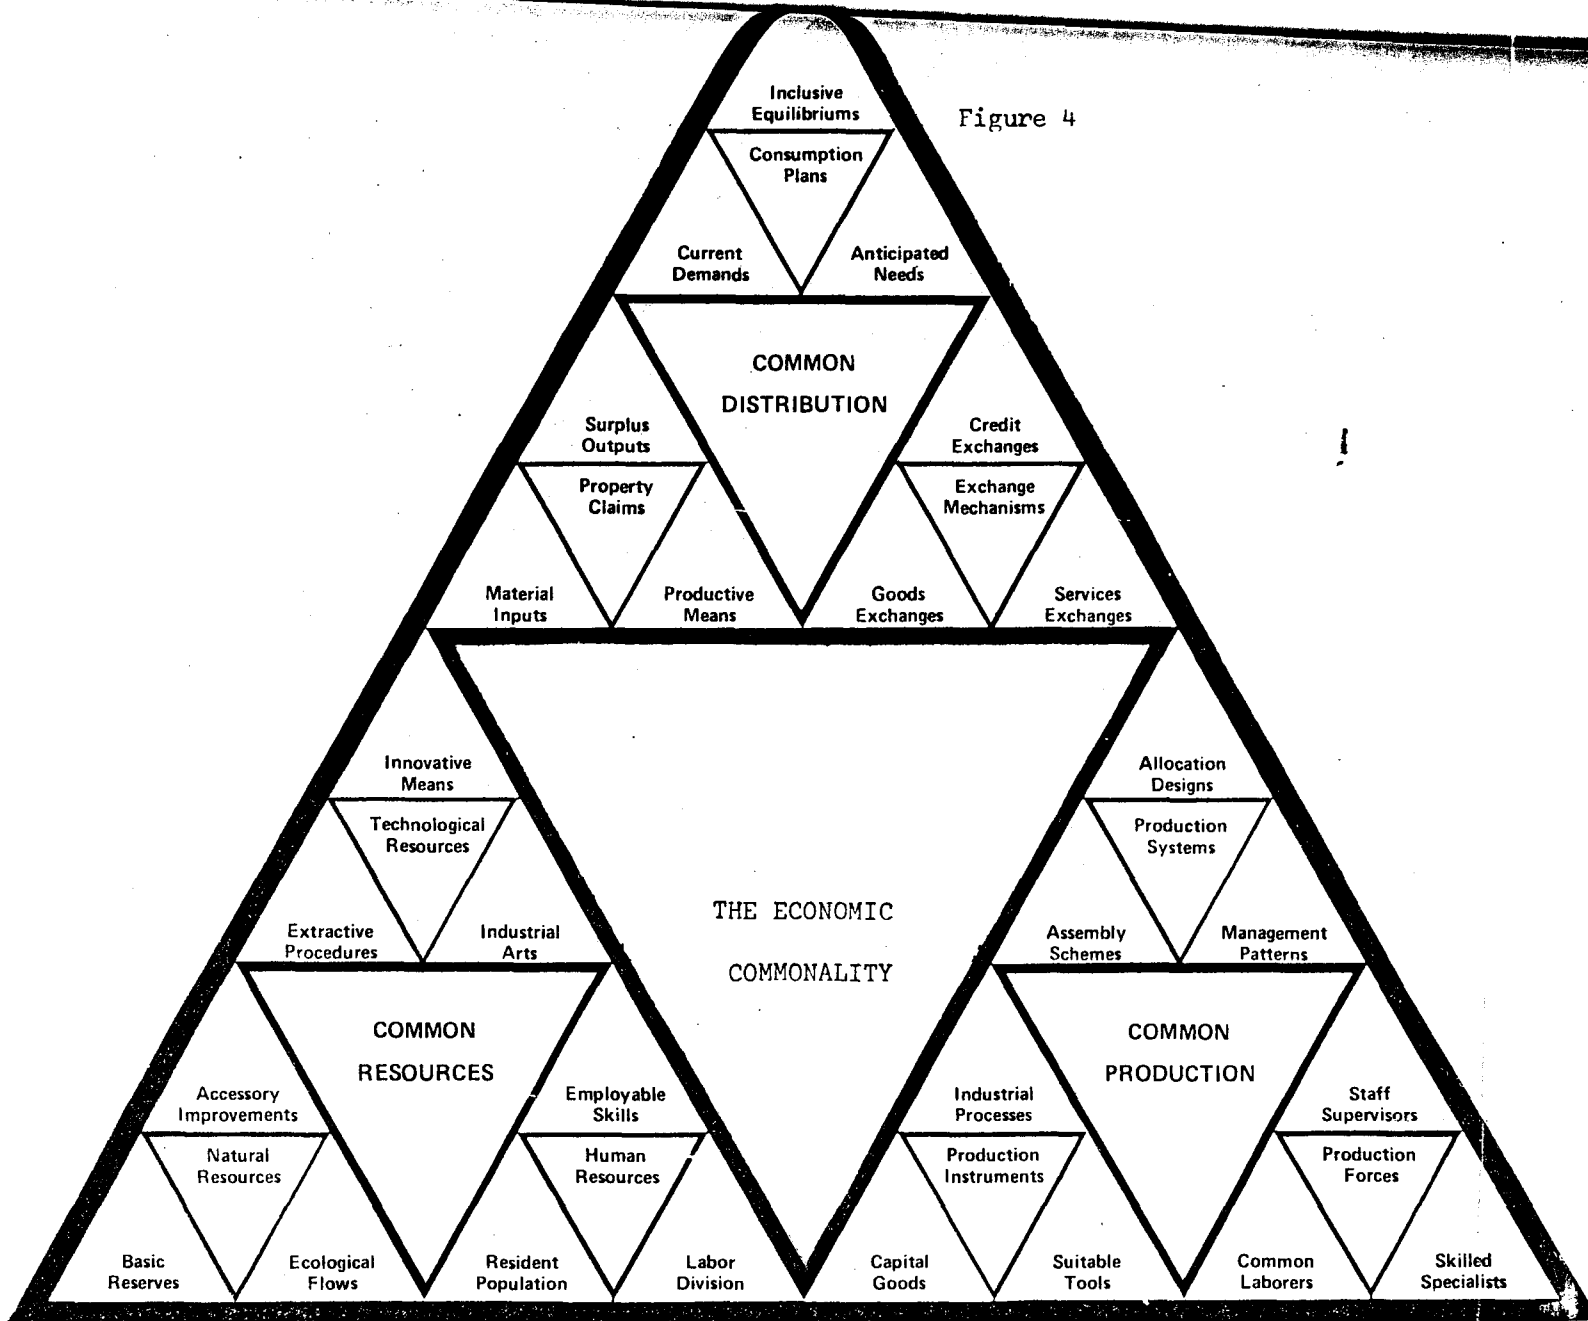 Inclusive
Equilibriums
Figure 4
Consumption
Plans
Current
Demands
Anticipated
Needs
COMMON
DISTRIBUTION
Surplus
Outputs
Credit
Exchanges
Property
Claims
Exchange
Mechanisms
Material
Inputs
Productive
Means
Goods
Exchanges
Services
Exchanges
Innovative
Means
Allocation
Designs
Technological
Resources
Production
Systems
THE ECONOMIC
COMMONALITY
Extractive
Procedures
Industrial
Arts
Assembly
Schemes
Management
Patterns
COMMON
RESOURCES
COMMON
PRODUCTION
Accessory
Improvements
Employable
Skills
Industrial
Processes
Staff
Supervisors
Natural
Resources
Human
Resources
Production
Instruments
Production
Forces
Basic
Reserves
Ecological
Flows
Resident
Population
Labor
Division
Capital
Goods
Suitable
Tools
Common
Laborers
Skilled
Specialists